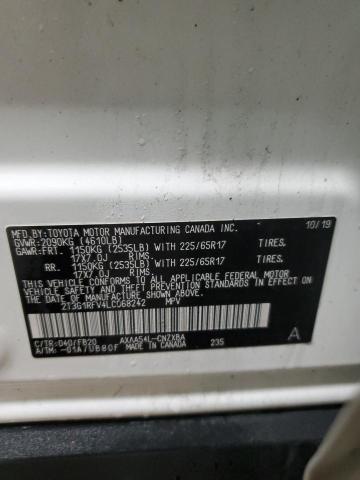 MFD.BY:TOYOTA MOTOR MANUFACTURING CANADA INC. 10/19
GVWR:2090KG (4610LB)
GAWR:FRT. 1150KG (2535LB) WITH 225/65R17 TIRES.
17X7.0J RIMS.
RR. 1150KG (2535LB) WITH 225/65R17 TIRES.
17X7.0J RIMS.
THIS VEHICLE CONFORMS TO ALL APPLICABLE FEDERAL MOTOR
VEHICLE SAFETY AND BUMPER STANDARDS IN EFFECT ON THE
DATE OF MANUFACTURE SHOWN ABOVE.
2T3G1RFV4LC068242 MPV
C/TR:040/FB20 AXAA54L-CNZXBA
A/TM:-01A/UB80F MADE IN CANADA 235 A